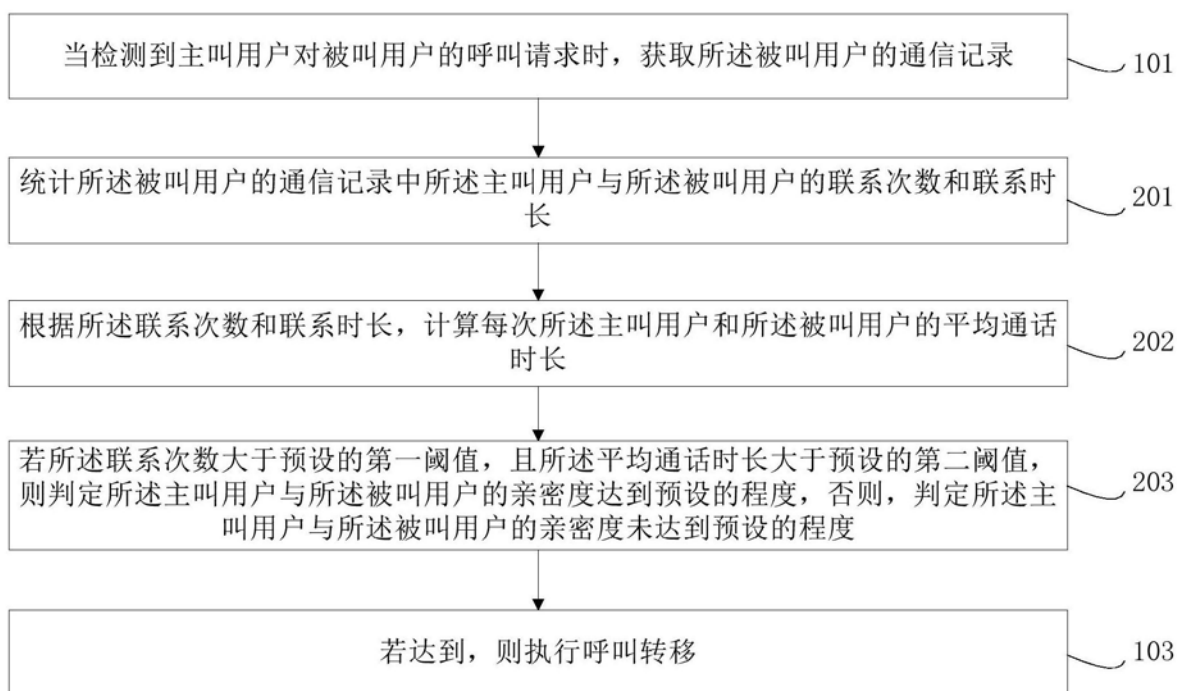 当检测到主叫用户对被叫用户的呼叫请求时，获取所述被叫用户的通信记录
101
统计所述被叫用户的通信记录中所述主叫用户与所述被叫用户的联系次数和联系时
长
201
根据所述联系次数和联系时长，计算每次所述主叫用户和所述被叫用户的平均通话
时长
202
若所述联系次数大于预设的第一阈值，且所述平均通话时长大于预设的第二阈值，
则判定所述主叫用户与所述被叫用户的亲密度达到预设的程度，否则，判定所述主
叫用户与所述被叫用户的亲密度未达到预设的程度
203
若达到，则执行呼叫转移
103